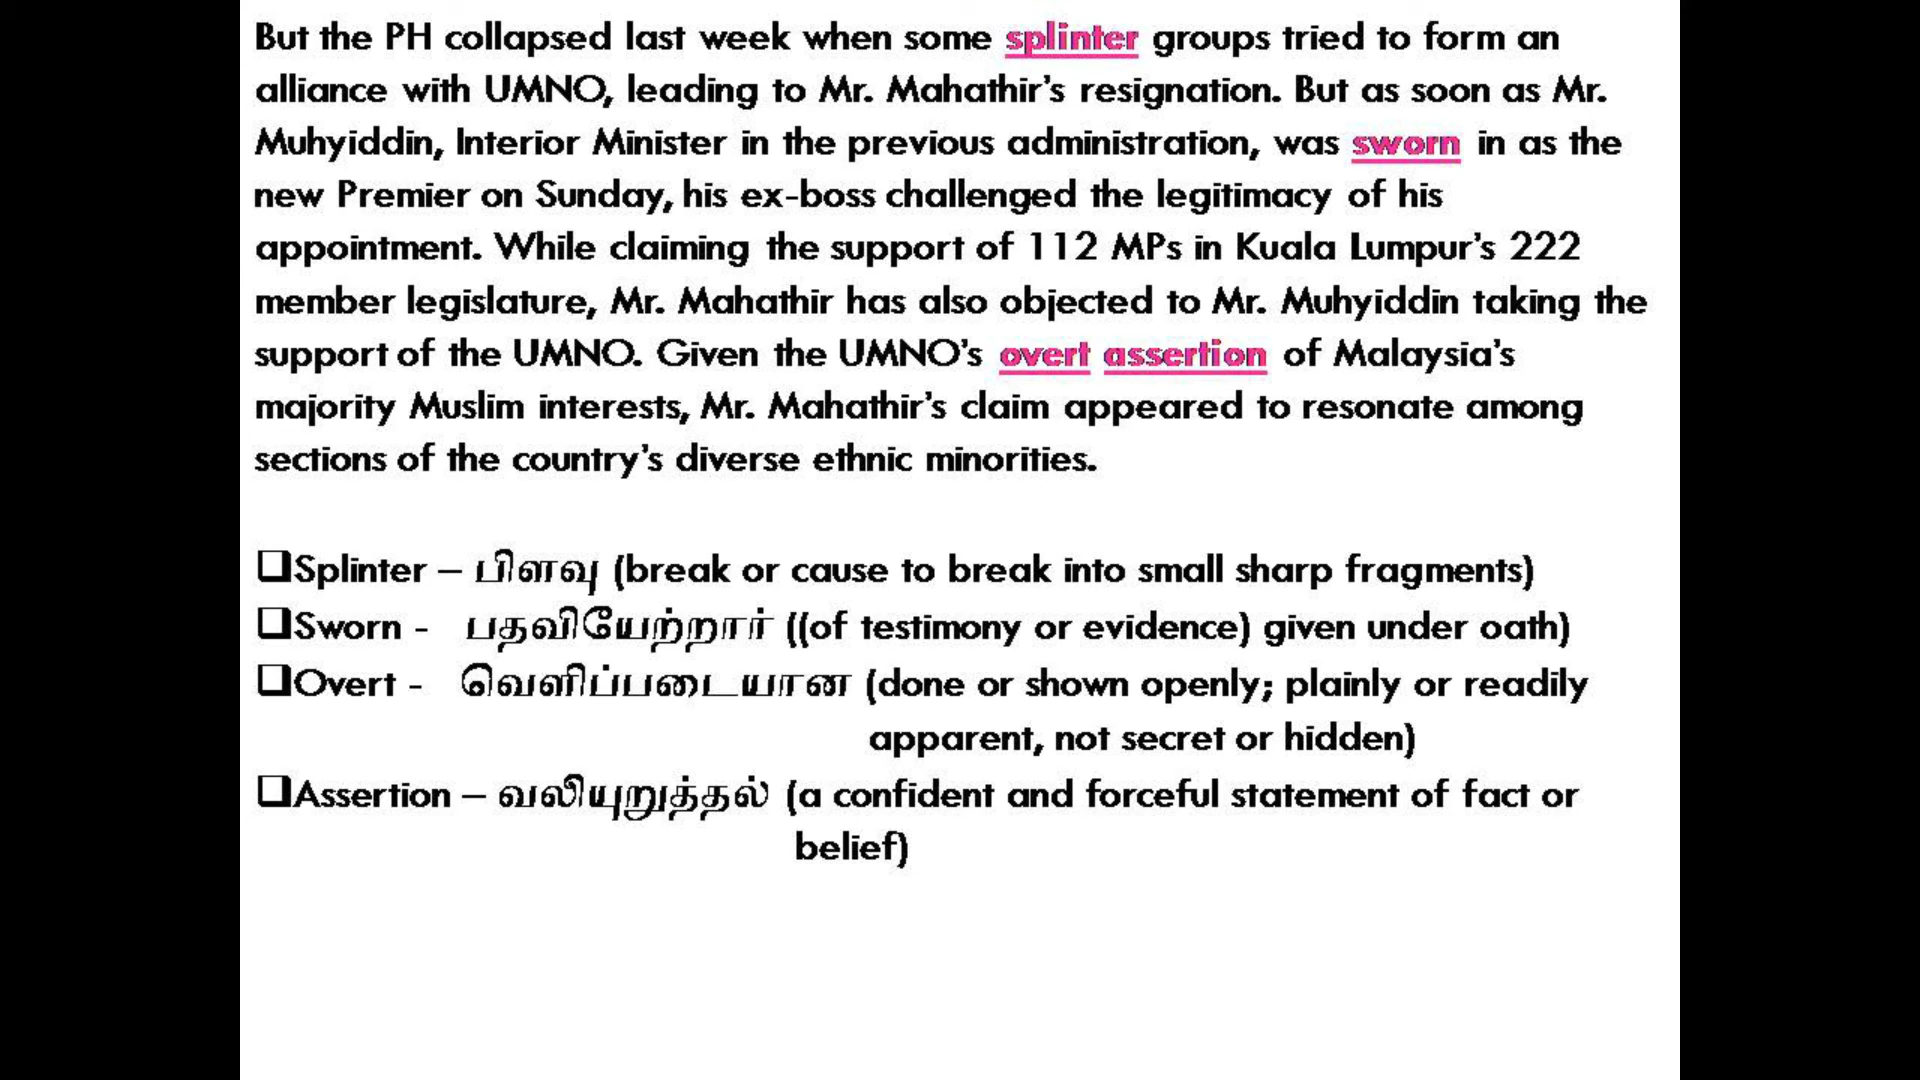 But the PH collapsed last week when some splinter groups tried to form an
alliance with UMNO, leading to Mr. Mahathir's resignation. But as soon as Mr.
Muhyiddin, Interior Minister in the previous administration, was sworn in as the
new Premier on Sunday, his ex-boss challenged the legitimacy of his
appointment. While claiming the support of 112 MPs in Kuala Lumpur's 222
member legislature, Mr. Mahathir has also objected to Mr. Muhyiddin taking the
support of the UMNO. Given the UMNO's overt assertion of Malaysia's
majority Muslim interests, Mr. Mahathir's claim appeared to resonate among
sections of the country's diverse ethnic minorities.
❑Splinter – பிளவு (break or cause to break into small sharp fragments)
❑Sworn - பதவியேற்றார் ((of testimony or evidence) given under oath)
❑Overt - வெளிப்படையான (done or shown openly; plainly or readily
apparent, not secret or hidden)
❑Assertion – வலியுறுத்தல் (a confident and forceful statement of fact or
belief)